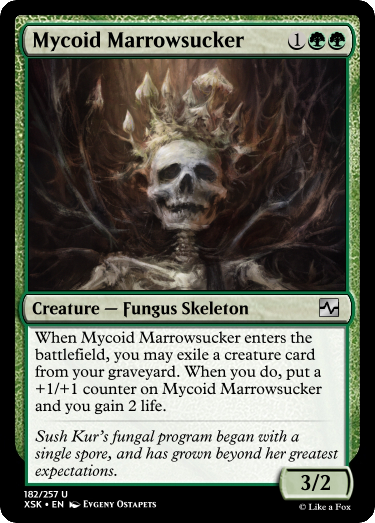 Mycoid Marrowsucker 1
Creature — Fungus Skeleton
When Mycoid Marrowsucker enters the
battlefield, you may exile a creature card
from your graveyard. When you do, put a
+1/+1 counter on Mycoid Marrowsucker
and you gain 2 life.
Sush Kur's fungal program began with a
single spore, and has grown beyond her greatest
expectations.
3/2
182/257 U
XSK • EN Evgeny Ostapets
© Like a Fox